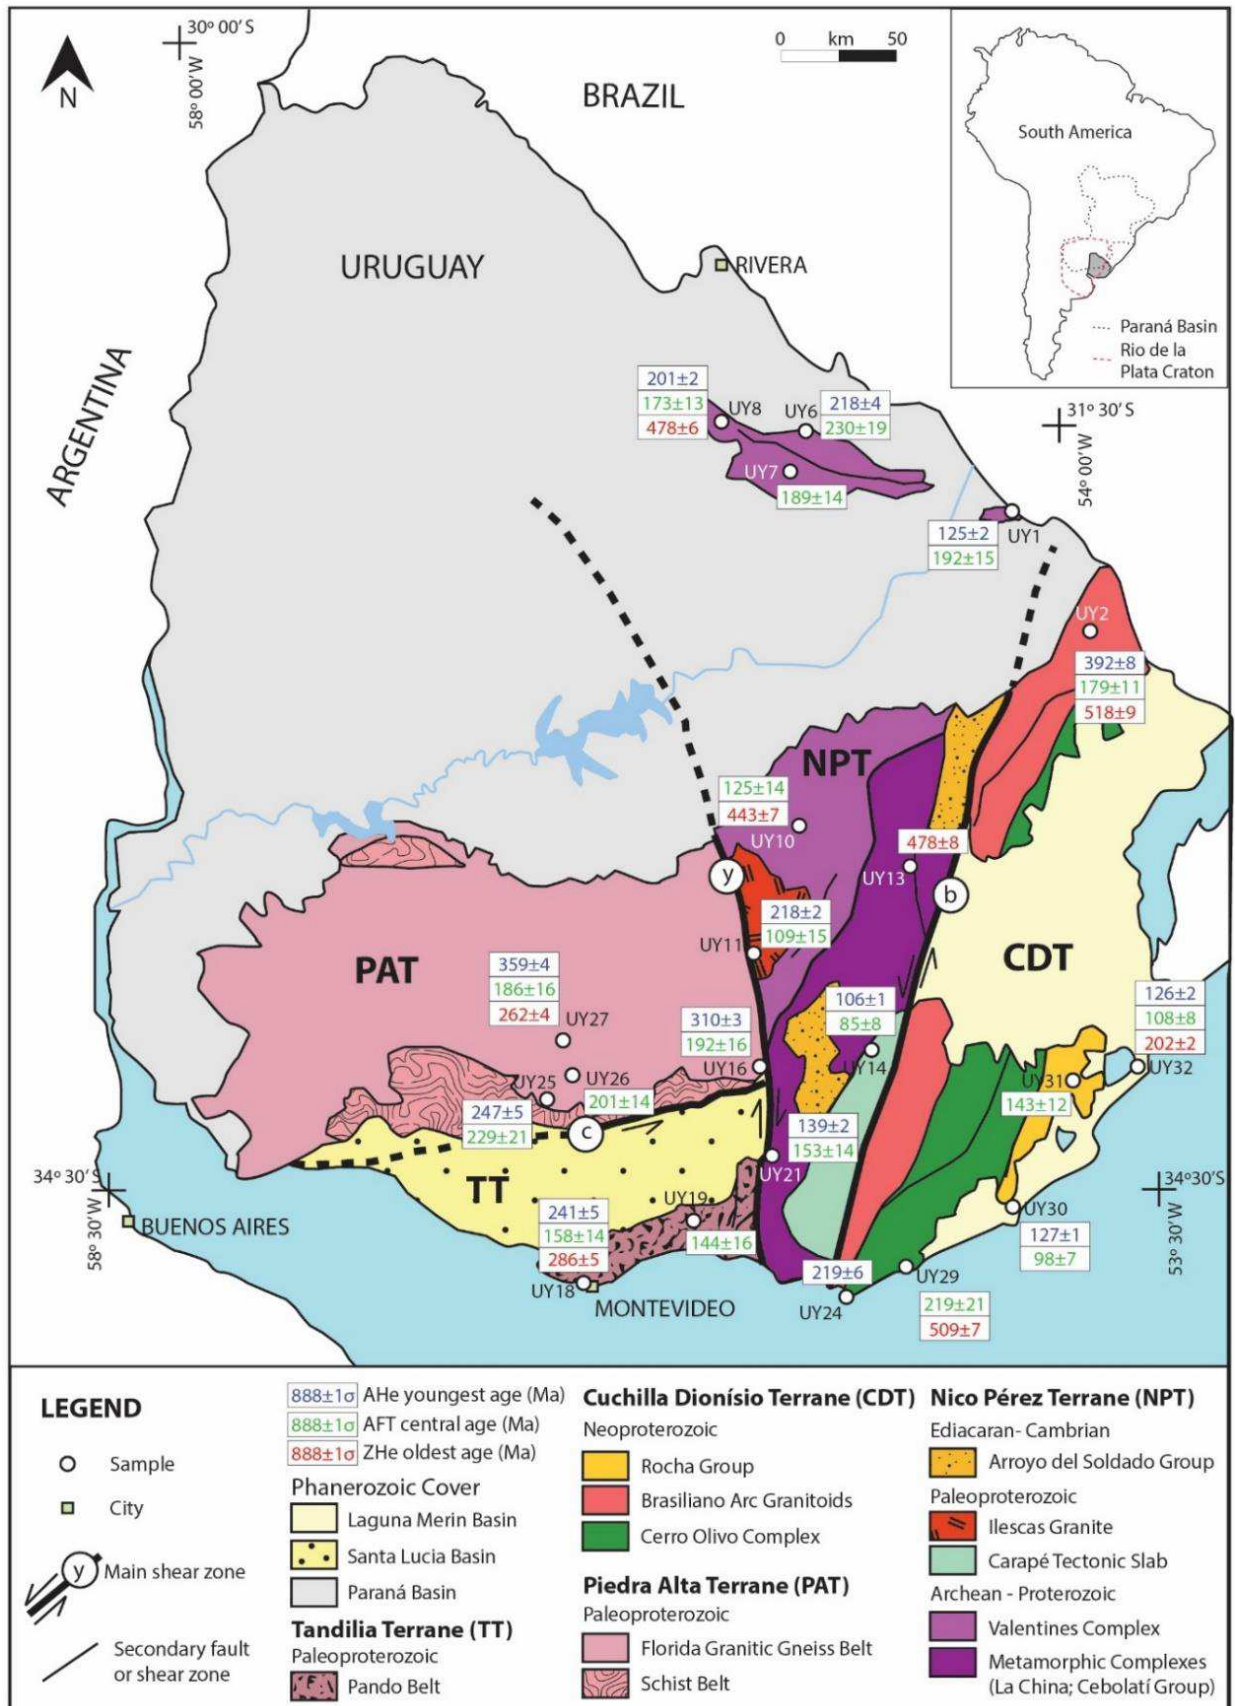 30º 00' S
58º 00' W
N
0 km 50
BRAZIL
South America
Paraná Basin
Rio de la
Plata Craton
URUGUAY
RIVERA
ARGENTINA
31º 30' S
54º 00' W
201±2
173±13
478±6
UY8
UY6
218±4
230±19
UY7
189±14
125±2
192±15
UY1
UY2
392±8
179±11
518±9
NPT
125±14
443±7
UY10
478±8
UY13
y
b
218±2
109±15
UY11
CDT
PAT
359±4
186±16
262±4
UY27
310±3
192±16
UY16
106±1
85±8
UY14
126±2
108±8
202±2
UY32
UY31
143±12
UY25
UY26
201±14
247±5
229±21
c
139±2
153±14
UY21
34º 30' S
58º 30' W
BUENOS AIRES
TT
UY19
144±16
241±5
158±14
286±5
UY18
MONTEVIDEO
219±6
UY24
UY29
219±21
509±7
UY30
127±1
98±7
34º30'S
53º 30'W
LEGEND
Sample
City
y
Main shear zone
Secondary fault
or shear zone
888±1σ AHe youngest age (Ma)
888±1σ AFT central age (Ma)
888±1σ ZHe oldest age (Ma)
Phanerozoic Cover
Laguna Merin Basin
Santa Lucia Basin
Paraná Basin
Tandilia Terrane (TT)
Paleoproterozoic
Pando Belt
Cuchilla Dionísio Terrane (CDT)
Neoproterozoic
Rocha Group
Brasiliano Arc Granitoids
Cerro Olivo Complex
Piedra Alta Terrane (PAT)
Paleoproterozoic
Florida Granitic Gneiss Belt
Schist Belt
Nico Pérez Terrane (NPT)
Ediacaran- Cambrian
Arroyo del Soldado Group
Paleoproterozoic
Ilescas Granite
Carapé Tectonic Slab
Archean - Proterozoic
Valentines Complex
Metamorphic Complexes
(La China; Cebolatí Group)